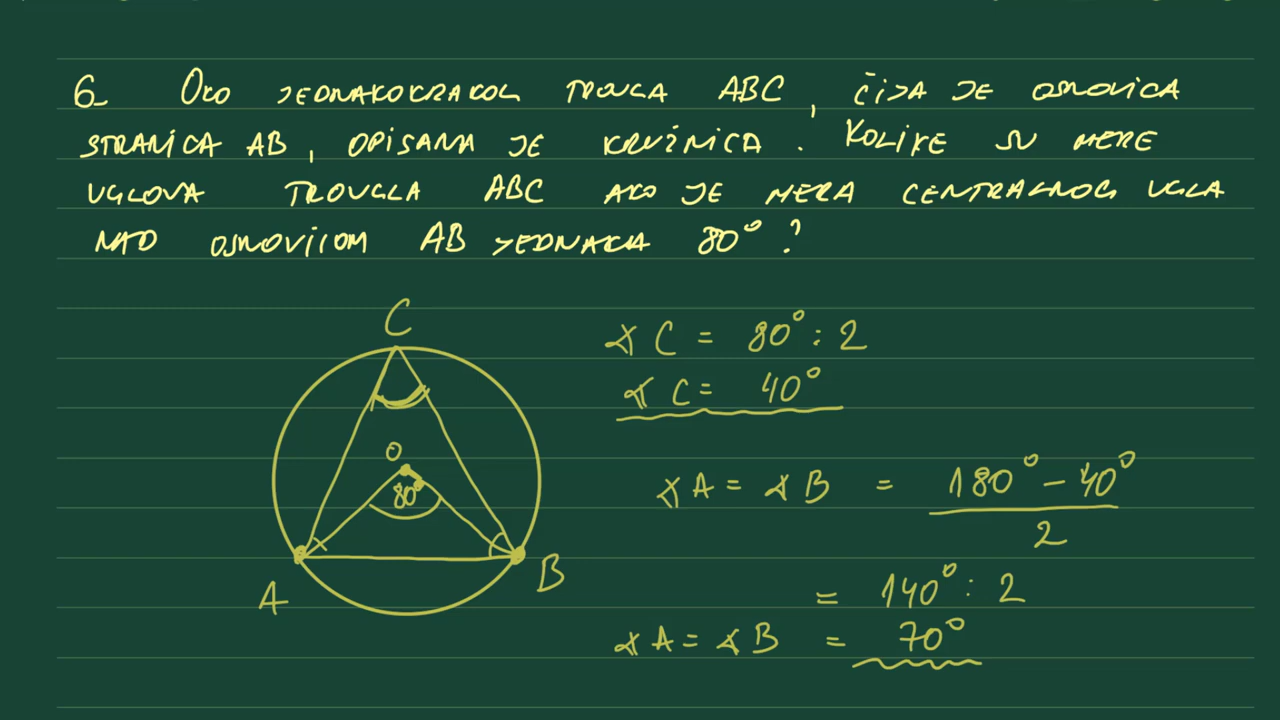 6. OKO JEDNAKOKRAKOG TROUGLA ABC, ČIJA JE OSNOVICA
STRANICA AB, OPISANA JE KRUŽNICA. KOLIKE SU MERE
UGLOVA TROUGLA ABC AKO JE MERA CENTRALNOG UGLA
NAD OSNOVICOM AB JEDNAKA 80°?
C
O
80°
A
B
∢C = 80° : 2
∢C = 40°
∢A = ∢B = 180° - 40°
2
= 140° : 2
∢A = ∢B = 70°